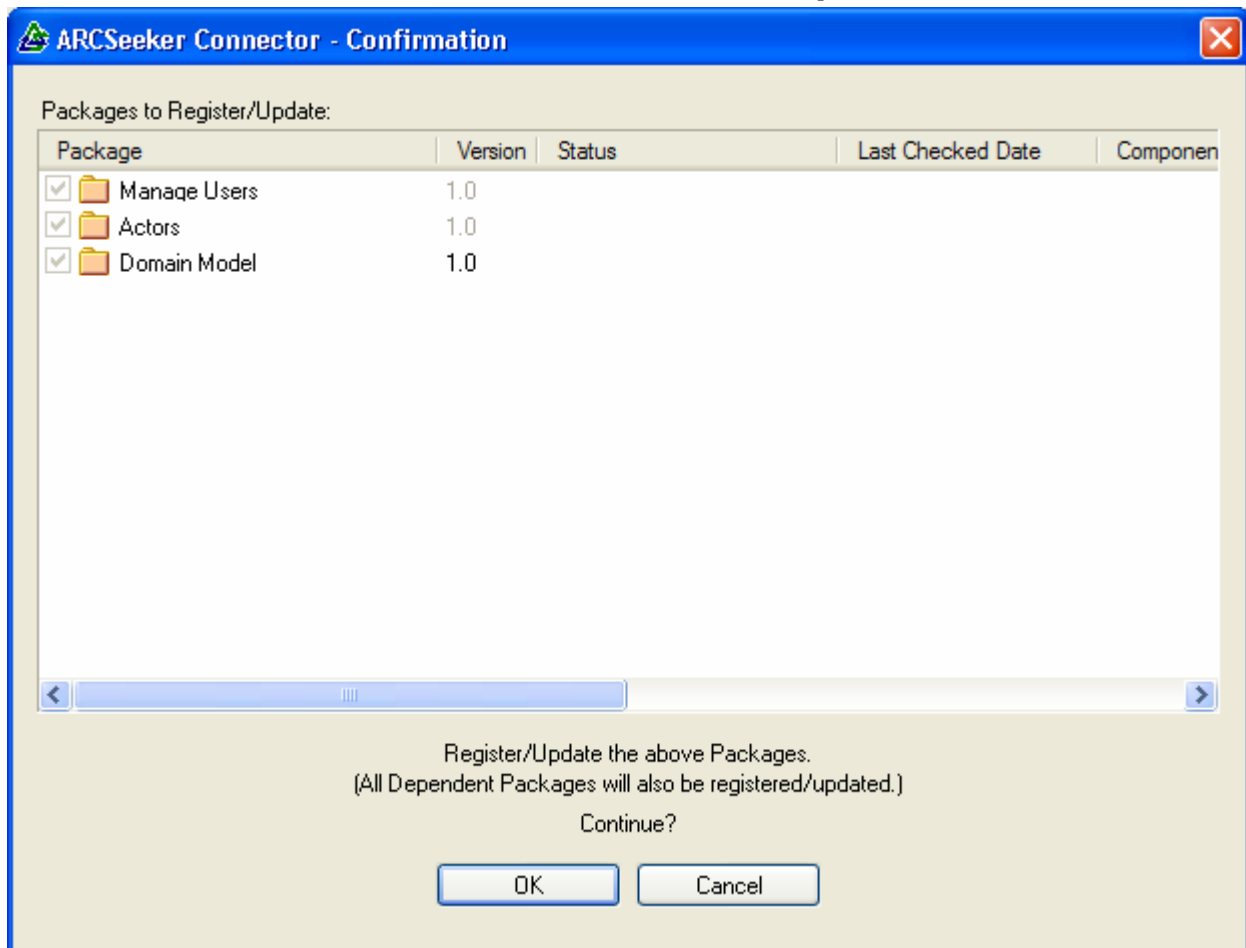 ARCSeeker Connector - Confirmation
Packages to Register/Update:
Package Version Status Last Checked Date Componen
Manage Users 1.0
Actors 1.0
Domain Model 1.0
Register/Update the above Packages.
(All Dependent Packages will also be registered/updated.)
Continue?
OK Cancel